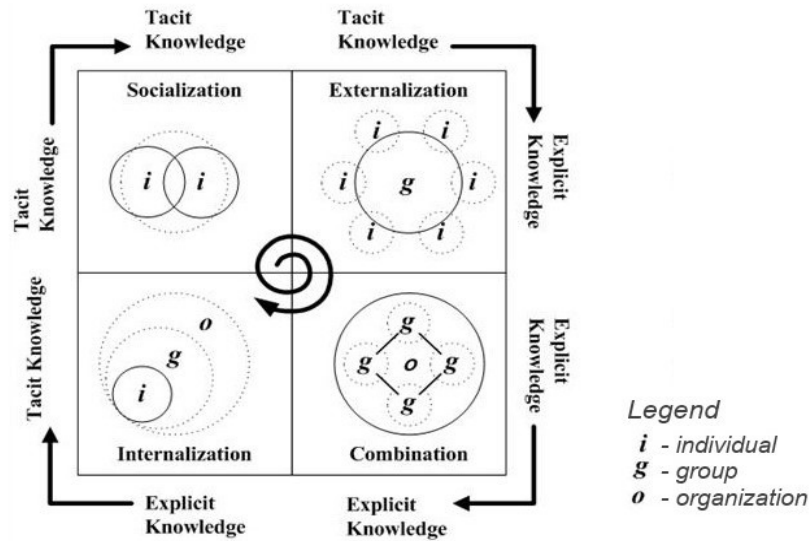 Tacit
Knowledge
Tacit
Knowledge
Socialization
Externalization
i
i
i
i
i
i
i
i
g
Tacit
Knowledge
Explicit
Knowledge
o
g
i
g
g
o
g
g
Tacit Knowledge
Explicit
Knowledge
Internalization
Combination
Explicit
Knowledge
Explicit
Knowledge
Legend
i - individual
g - group
o - organization